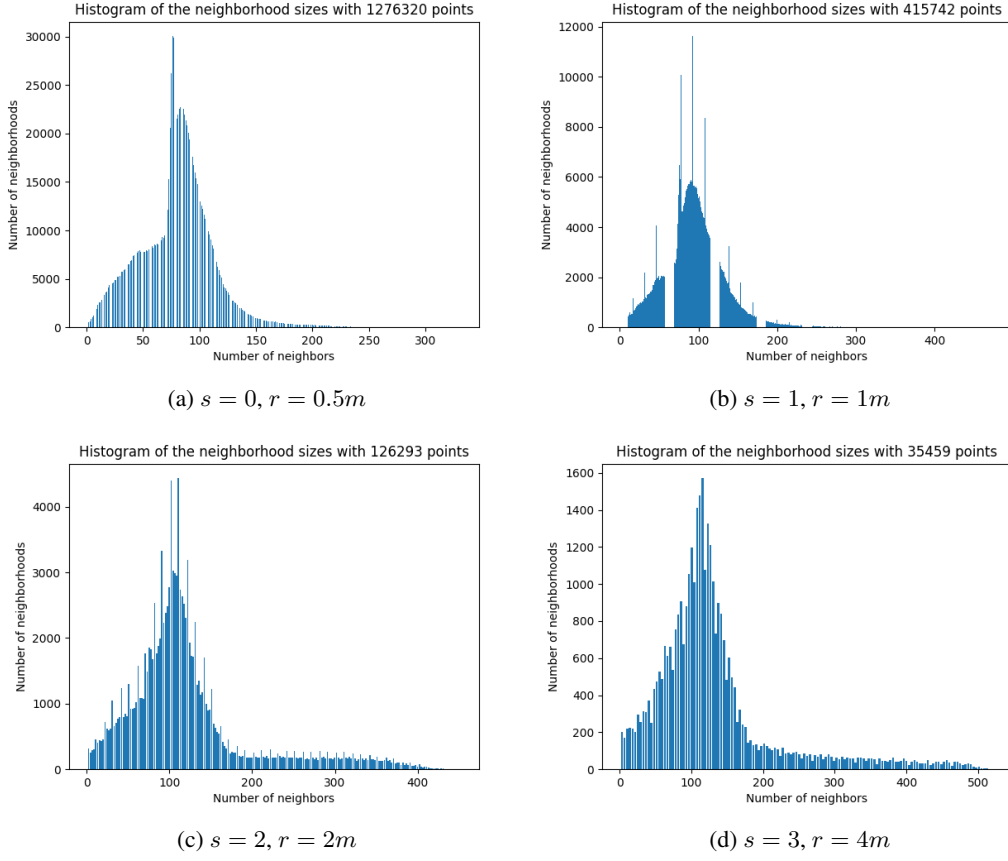 Histogram of the neighborhood sizes with 1276320 points
30000
25000
20000
15000
10000
5000
0
Number of neighborhoods
0 50 100 150 200 250 300
Number of neighbors
(a) s = 0, r = 0.5m
Histogram of the neighborhood sizes with 415742 points
12000
10000
8000
6000
4000
2000
0
Number of neighborhoods
0 100 200 300 400
Number of neighbors
(b) s = 1, r = 1m
Histogram of the neighborhood sizes with 126293 points
4000
3000
2000
1000
0
Number of neighborhoods
0 100 200 300 400
Number of neighbors
(c) s = 2, r = 2m
Histogram of the neighborhood sizes with 35459 points
1600
1400
1200
1000
800
600
400
200
0
Number of neighborhoods
0 100 200 300 400 500
Number of neighbors
(d) s = 3, r = 4m